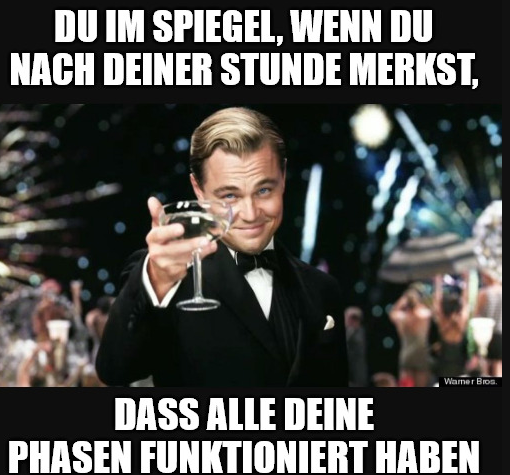 DU IM SPIEGEL, WENN DU
NACH DEINER STUNDE MERKST,
Warner Bros.
DASS ALLE DEINE
PHASEN FUNKTIONIERT HABEN